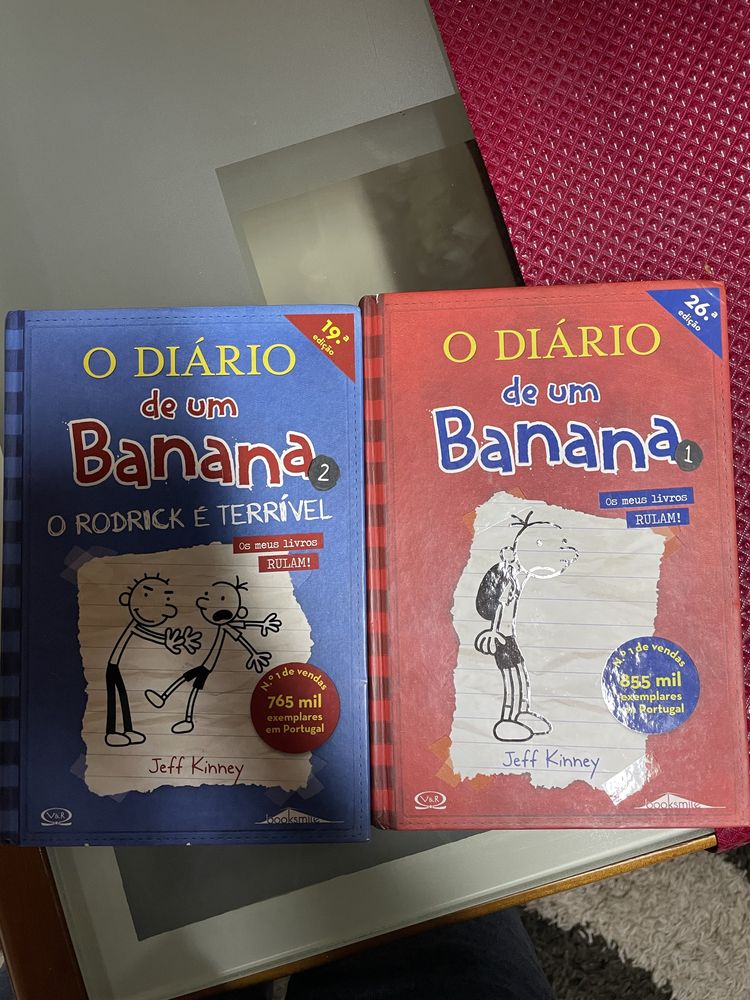 19.ª
edição
O DIÁRIO
de um
Banana
2
O RODRICK É TERRÍVEL
Os meus livros
RULAM!
N.º 1 de vendas
765 mil
exemplares
em Portugal
Jeff Kinney
V&R
booksmile
26.ª
edição
O DIÁRIO
de um
Banana
1
Os meus livros
RULAM!
N.º 1 de vendas
855 mil
exemplares
em Portugal
Jeff Kinney
V&R
booksmile